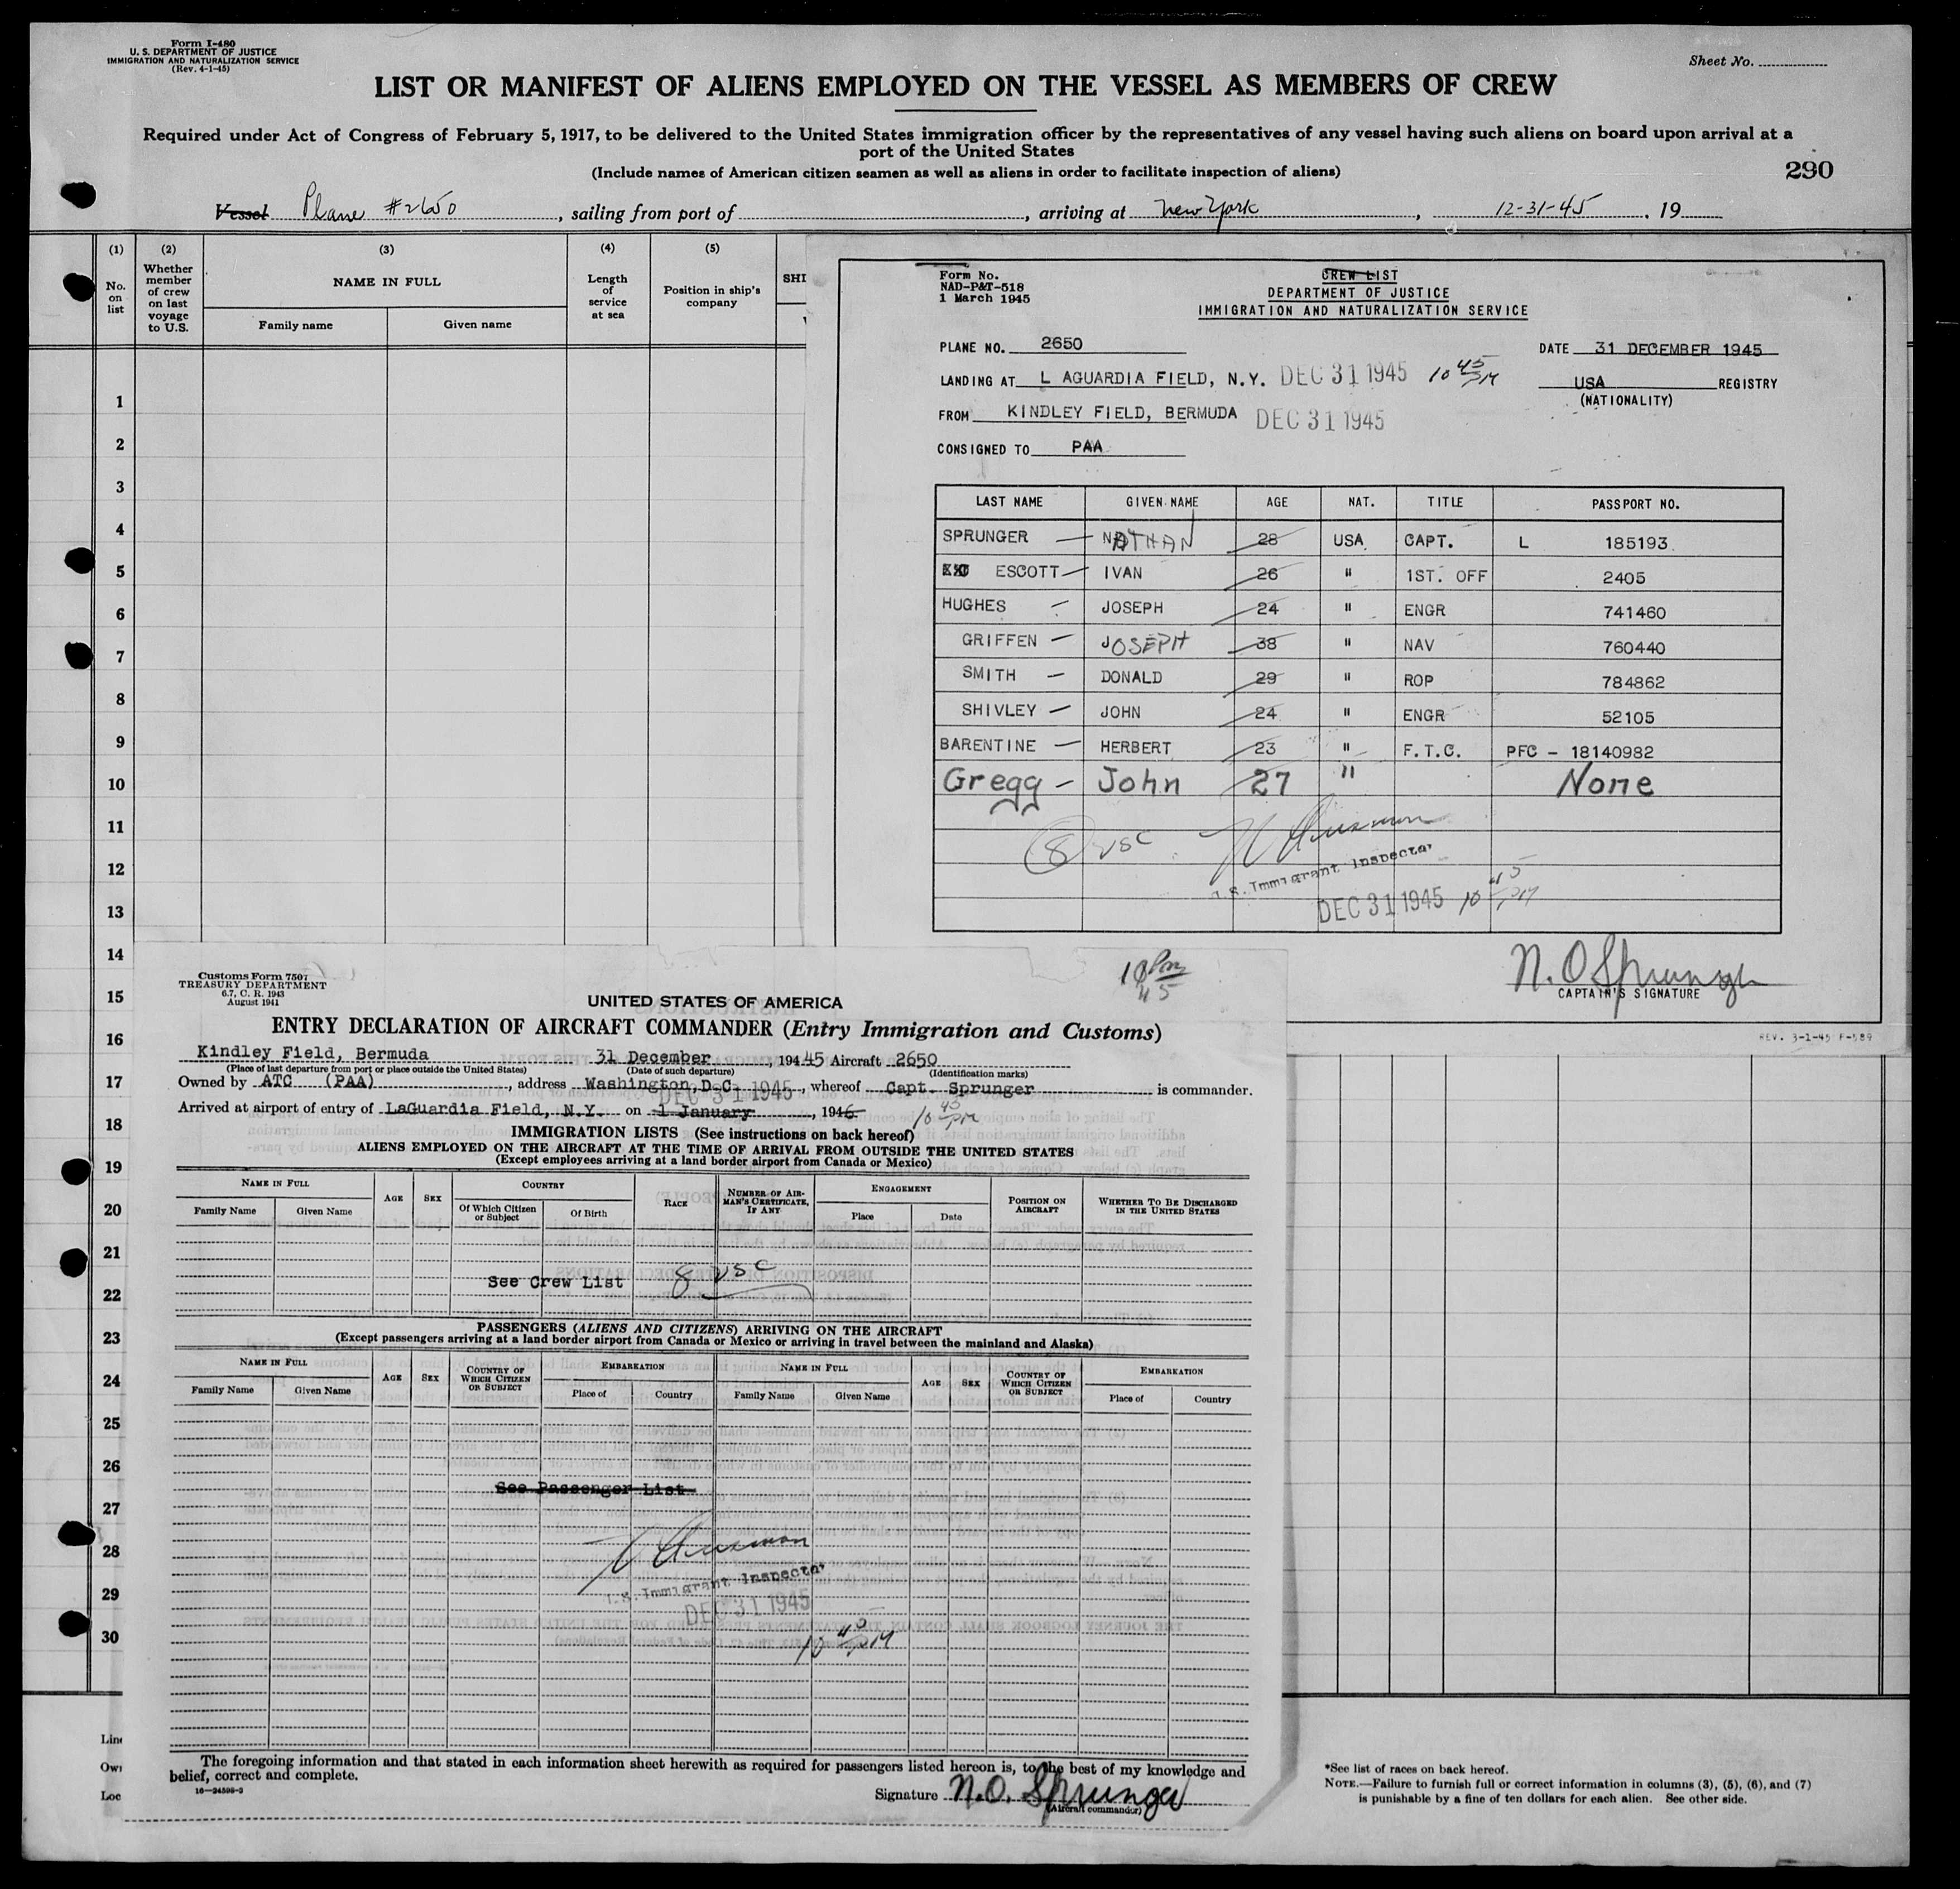 Form I-480
U. S. DEPARTMENT OF JUSTICE
IMMIGRATION AND NATURALIZATION SERVICE
(Rev. 4-1-45)
Sheet No.
LIST OR MANIFEST OF ALIENS EMPLOYED ON THE VESSEL AS MEMBERS OF CREW
Required under Act of Congress of February 5, 1917, to be delivered to the United States immigration officer by the representatives of any vessel having such aliens on board upon arrival at a
port of the United States
(Include names of American citizen seamen as well as aliens in order to facilitate inspection of aliens)
290
Vessel Plane #2650, sailing from port of , arriving at New York, 12-31-45, 19
(1) (2) (3) (4) (5)
No. on list
Whether member of crew on last voyage to U.S.
NAME IN FULL
Family name Given name
Length of service at sea
Position in ship's company
SHI
1
2
3
4
5
6
7
8
9
10
11
12
13
14
15
16
17
18
19
20
21
22
23
24
25
26
27
28
29
30
Form No.
NAD-P&T-518
1 March 1945
CREW LIST
DEPARTMENT OF JUSTICE
IMMIGRATION AND NATURALIZATION SERVICE
PLANE NO. 2650
DATE 31 DECEMBER 1945
LANDING AT L AGUARDIA FIELD, N.Y. DEC 31 1945 10 45 PM
USA REGISTRY
(NATIONALITY)
FROM KINDLEY FIELD, BERMUDA DEC 31 1945
CONSIGNED TO PAA
LAST NAME GIVEN NAME AGE NAT. TITLE PASSPORT NO.
SPRUNGER — NATHAN 28 USA CAPT. L 185193
ESCOTT — IVAN 26 " 1ST. OFF 2405
HUGHES — JOSEPH 24 " ENGR 741460
GRIFFEN — JOSEPH 38 " NAV 760440
SMITH — DONALD 29 " ROP 784862
SHIVLEY — JOHN 24 " ENGR 52105
BARENTINE — HERBERT 23 " F.T.C. PFC - 18140982
Gregg - John 27 " None
8 USC
U.S. Immigrant Inspector
DEC 31 1945 10 45 PM
N. O Sprunger
CAPTAIN'S SIGNATURE
REV. 3-1-45 F-589
Customs Form 7507
TREASURY DEPARTMENT
6.7, C. R. 1943
August 1941
10 45 PM
UNITED STATES OF AMERICA
ENTRY DECLARATION OF AIRCRAFT COMMANDER (Entry Immigration and Customs)
Kindley Field, Bermuda 31 December, 194 45 Aircraft 2650
(Place of last departure from port or place outside the United States) (Date of such departure) (Identification marks)
Owned by ATC (PAA), address Washington, D.C., whereof Capt. Sprunger is commander.
DEC 31 1945
Arrived at airport of entry of LaGuardia Field, N.Y. on 1 January, 1946 10 45 PM
IMMIGRATION LISTS (See instructions on back hereof)
ALIENS EMPLOYED ON THE AIRCRAFT AT THE TIME OF ARRIVAL FROM OUTSIDE THE UNITED STATES
(Except employees arriving at a land border airport from Canada or Mexico)
NAME IN FULL AGE SEX COUNTRY RACE NUMBER OF AIRMAN'S CERTIFICATE, IF ANY ENGAGEMENT POSITION ON AIRCRAFT WHETHER TO BE DISCHARGED IN THE UNITED STATES
Family Name Given Name Of Which Citizen or Subject Of Birth Place Date
See Crew List 8 USC
PASSENGERS (ALIENS AND CITIZENS) ARRIVING ON THE AIRCRAFT
(Except passengers arriving at a land border airport from Canada or Mexico or arriving in travel between the mainland and Alaska)
NAME IN FULL AGE SEX COUNTRY OF WHICH CITIZEN OR SUBJECT EMBARKATION NAME IN FULL AGE SEX COUNTRY OF WHICH CITIZEN OR SUBJECT EMBARKATION
Family Name Given Name Place of Country Family Name Given Name Place of Country
See Passenger List
U.S. Immigrant Inspector
DEC 31 1945
10 45 PM
The foregoing information and that stated in each information sheet herewith as required for passengers listed hereon is, to the best of my knowledge and
belief, correct and complete.
16—24598-3
Signature N.O. Sprunger
(Aircraft commander)
Line
Own
Loc
*See list of races on back hereof.
NOTE.—Failure to furnish full or correct information in columns (3), (5), (6), and (7)
is punishable by a fine of ten dollars for each alien. See other side.